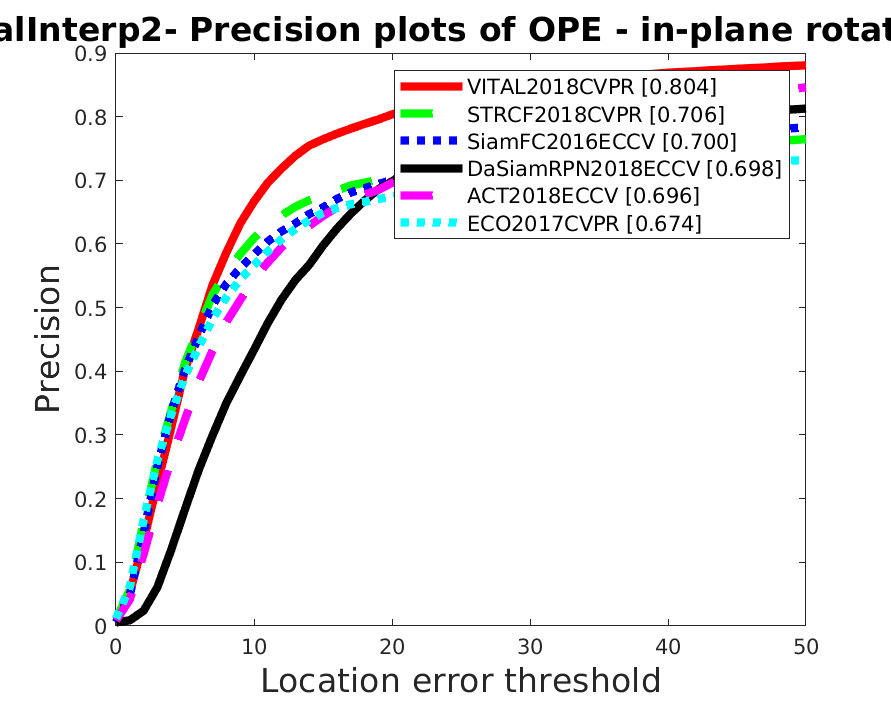 alInterp2- Precision plots of OPE - in-plane rotat
0.9
0.8
0.7
0.6
0.5
0.4
0.3
0.2
0.1
0
Precision
VITAL2018CVPR [0.804]
STRCF2018CVPR [0.706]
SiamFC2016ECCV [0.700]
DaSiamRPN2018ECCV [0.698]
ACT2018ECCV [0.696]
ECO2017CVPR [0.674]
0 10 20 30 40 50
Location error threshold